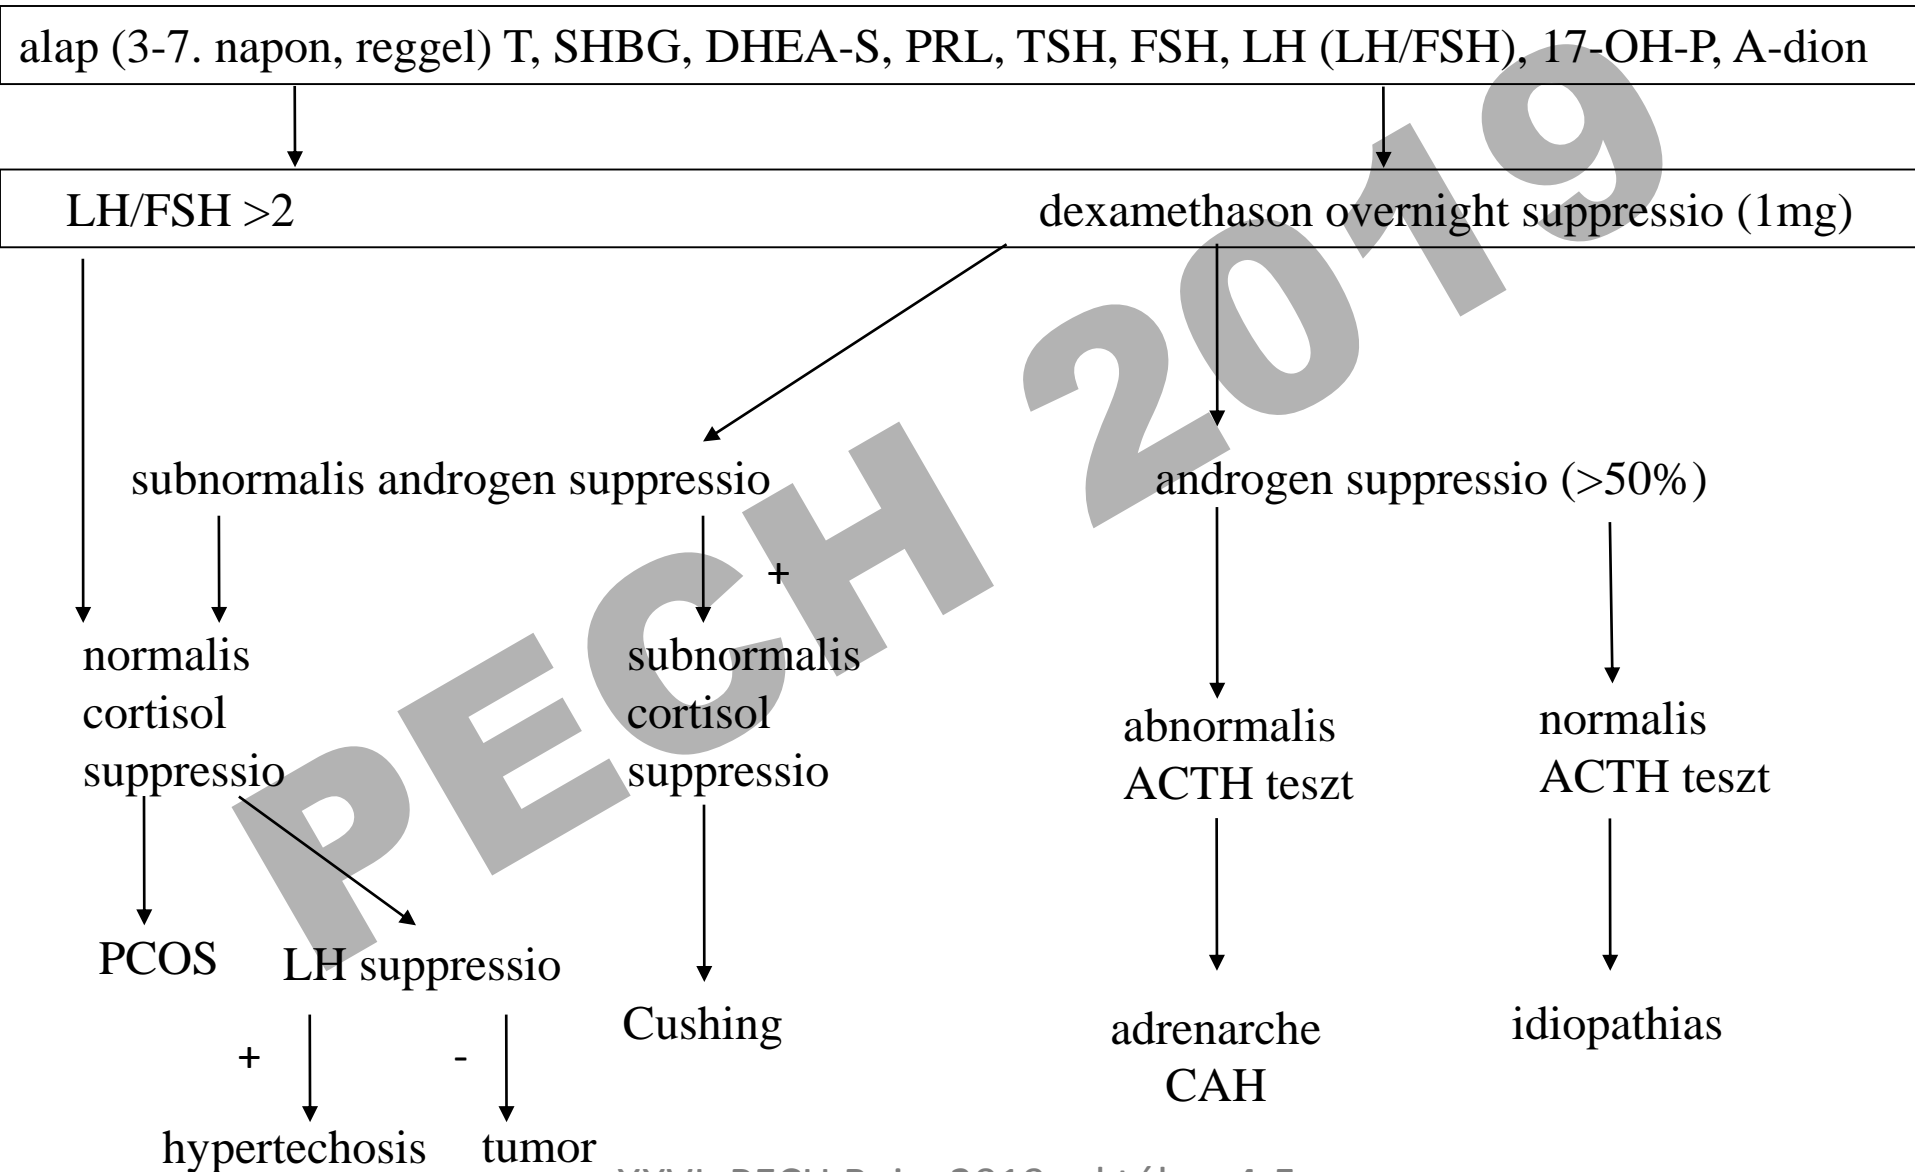 alap (3-7. napon, reggel) T, SHBG, DHEA-S, PRL, TSH, FSH, LH (LH/FSH), 17-OH-P, A-dion
LH/FSH >2
dexamethason overnight suppressio (1mg)
subnormalis androgen suppressio
androgen suppressio (>50%)
+
normalis
cortisol
suppressio
subnormalis
cortisol
suppressio
abnormalis
ACTH teszt
normalis
ACTH teszt
PCOS
LH suppressio
Cushing
adrenarche
CAH
idiopathias
+
-
hypertechosis
tumor
PECH 2019